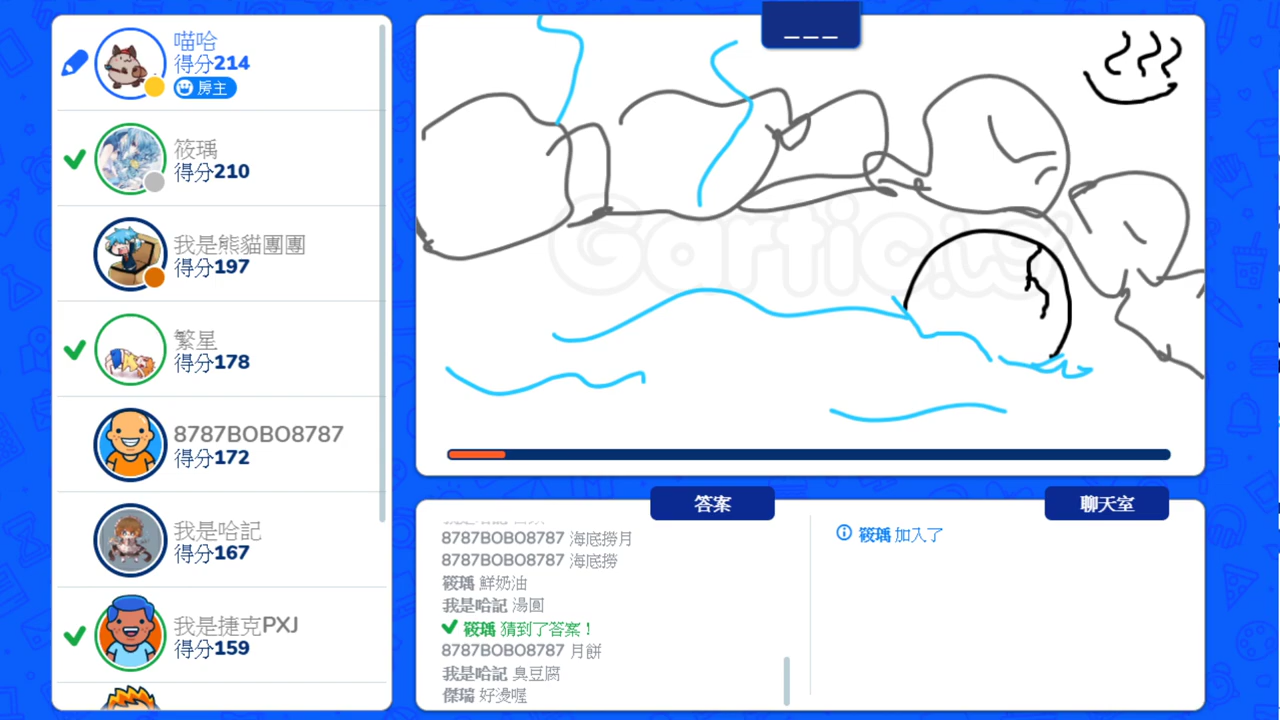 喵哈
得分214
房主
筱瑀
得分210
我是熊貓團團
得分197
繁星
得分178
8787BOBO8787
得分172
我是哈記
得分167
我是捷克PXJ
得分159
_ _ _
Gartic.io
答案
8787BOBO8787 海底撈月
8787BOBO8787 海底撈
筱瑀 鮮奶油
我是哈記 湯圓
筱瑀 猜到了答案！
8787BOBO8787 月餅
我是哈記 臭豆腐
傑瑞 好燙喔
聊天室
筱瑀 加入了